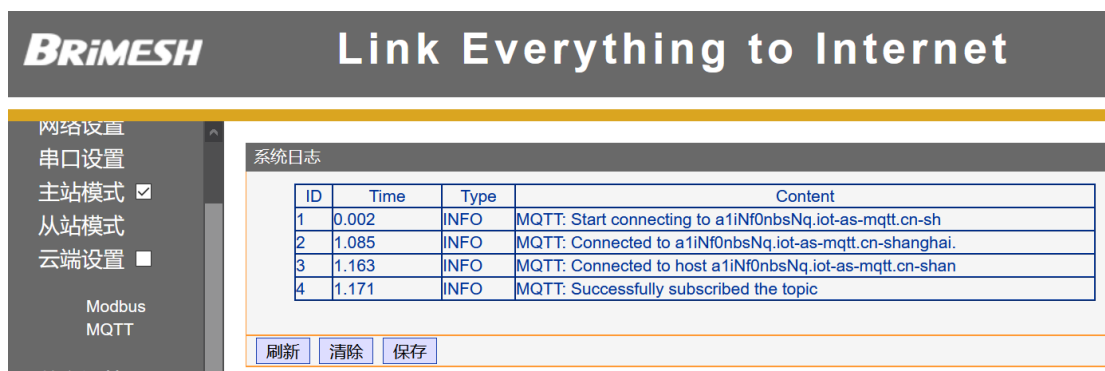 BRiMESH
Link Everything to Internet
网络设置
串口设置
主站模式
从站模式
云端设置
Modbus
MQTT
系统日志
ID Time Type Content
1 0.002 INFO MQTT: Start connecting to a1iNf0nbsNq.iot-as-mqtt.cn-sh
2 1.085 INFO MQTT: Connected to a1iNf0nbsNq.iot-as-mqtt.cn-shanghai.
3 1.163 INFO MQTT: Connected to host a1iNf0nbsNq.iot-as-mqtt.cn-shan
4 1.171 INFO MQTT: Successfully subscribed the topic
刷新 清除 保存